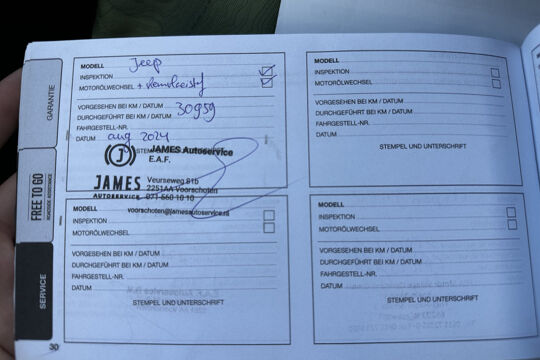 GARANTIE
FREE TO GO
SERVICE
MODELL Jeep
INSPEKTION
MOTORÖLWECHSEL
VORGESEHEN BEI KM / DATUM
DURCHGEFÜHRT BEI KM / DATUM 30959
FAHRGESTELL-NR.
DATUM aug 2024
JAMES Autoservice
E.A.F.
JAMES
AUTOSERVICE
Veurseweg 81b
2251AA Voorschoten
071-560 10 10
voorschoten@jamesautoservice.nl
MODELL
INSPEKTION
MOTORÖLWECHSEL
VORGESEHEN BEI KM / DATUM
DURCHGEFÜHRT BEI KM / DATUM
FAHRGESTELL-NR.
DATUM
STEMPEL UND UNTERSCHRIFT
MODELL
INSPEKTION
MOTORÖLWECHSEL
VORGESEHEN BEI KM / DATUM
DURCHGEFÜHRT BEI KM / DATUM
FAHRGESTELL-NR.
DATUM
STEMPEL UND UNTERSCHRIFT
MODELL
INSPEKTION
MOTORÖLWECHSEL
VORGESEHEN BEI KM / DATUM
DURCHGEFÜHRT BEI KM / DATUM
FAHRGESTELL-NR.
DATUM
STEMPEL UND UNTERSCHRIFT
30